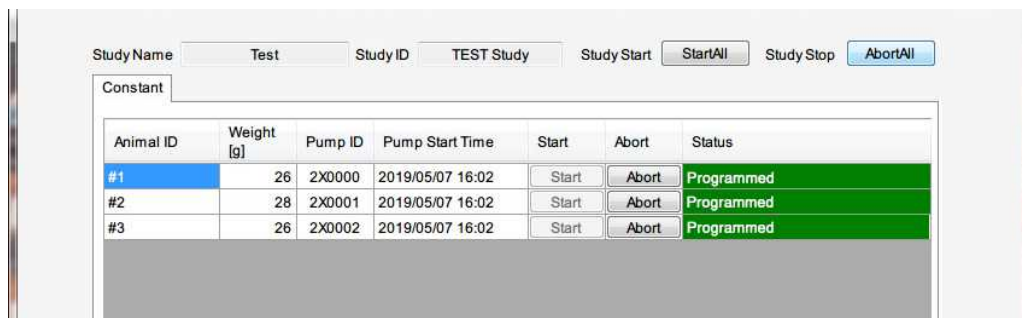 Study Name Test Study ID TEST Study Study Start StartAll Study Stop AbortAll
Constant
Animal ID Weight [g] Pump ID Pump Start Time Start Abort Status
#1 26 2X0000 2019/05/07 16:02 Start Abort Programmed
#2 28 2X0001 2019/05/07 16:02 Start Abort Programmed
#3 26 2X0002 2019/05/07 16:02 Start Abort Programmed